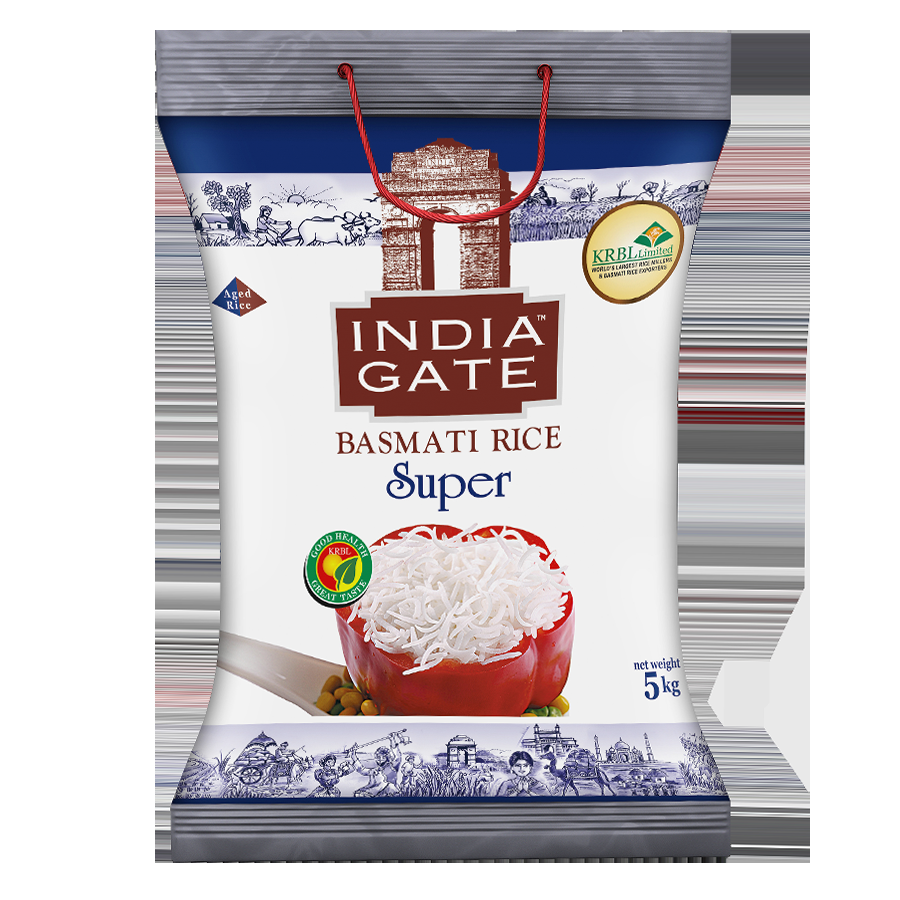 INDIA
KRBL Limited
WORLD'S LARGEST RICE MILLERS
& BASMATI RICE EXPORTERS
Aged
Rice
INDIA™
GATE
BASMATI RICE
Super
GOOD HEALTH
KRBL
GREAT TASTE
net weight
5kg